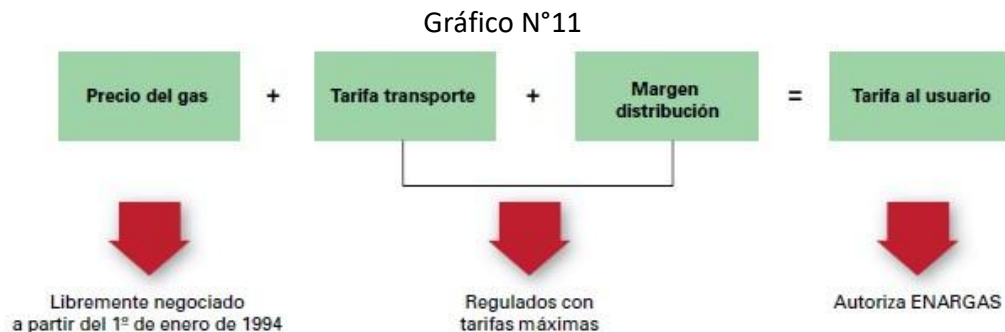 Gráfico N°11
Precio del gas
+
Tarifa transporte
+
Margen
distribución
=
Tarifa al usuario
Libremente negociado
a partir del 1º de enero de 1994
Regulados con
tarifas máximas
Autoriza ENARGAS